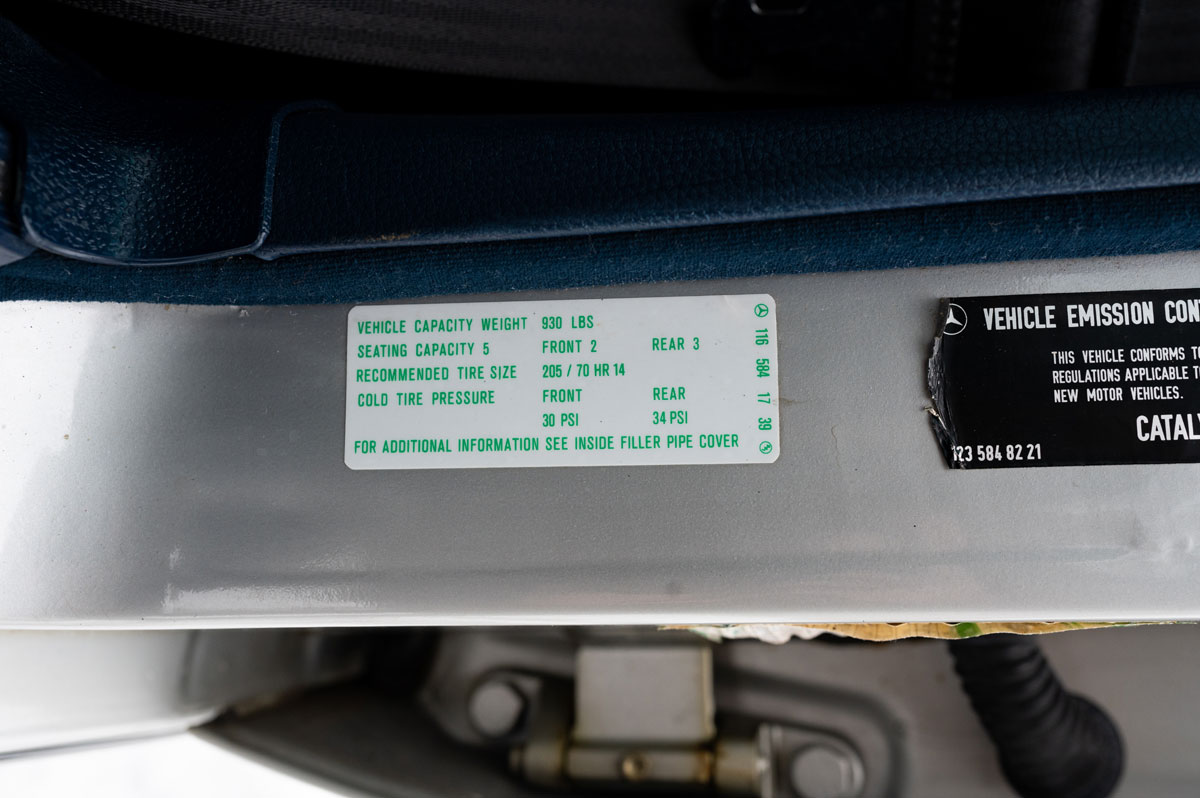 VEHICLE CAPACITY WEIGHT 930 LBS
SEATING CAPACITY 5 FRONT 2 REAR 3
RECOMMENDED TIRE SIZE 205 / 70 HR 14
COLD TIRE PRESSURE FRONT REAR
30 PSI 34 PSI
FOR ADDITIONAL INFORMATION SEE INSIDE FILLER PIPE COVER
116 584 17 39
VEHICLE EMISSION CON
THIS VEHICLE CONFORMS TO
REGULATIONS APPLICABLE TO
NEW MOTOR VEHICLES.
CATALY
123 584 82 21